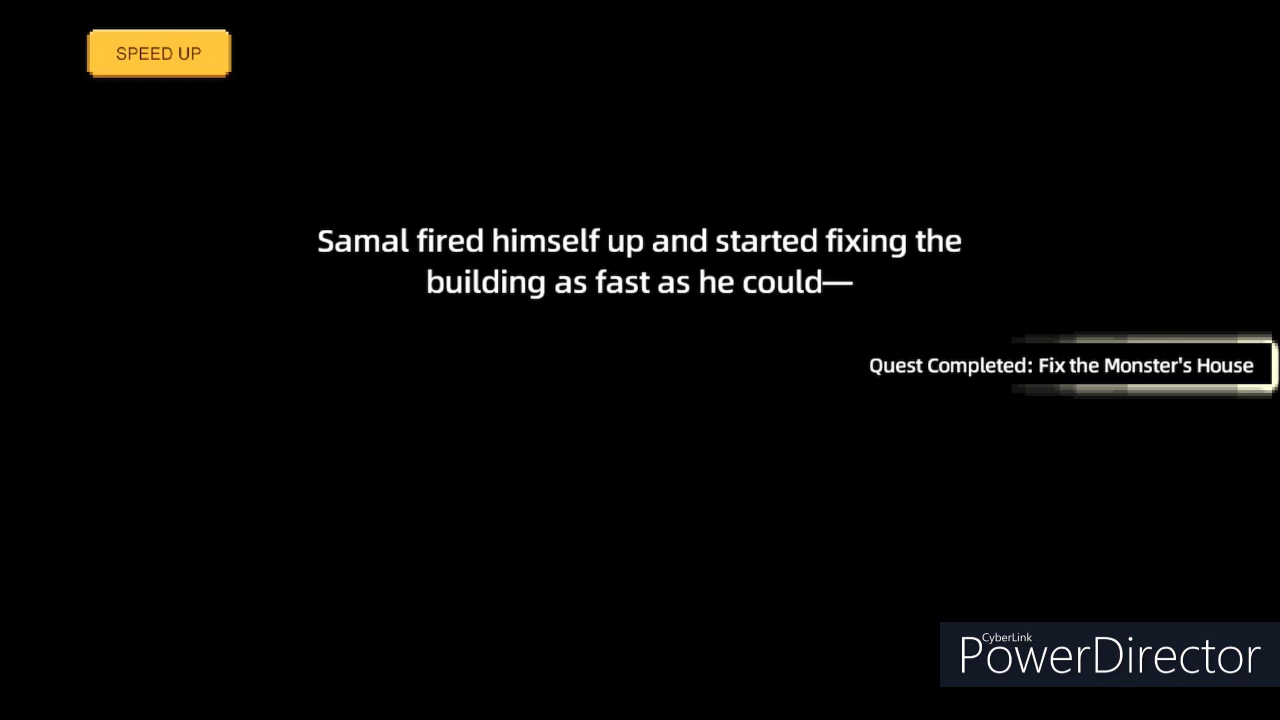 SPEED UP
Samal fired himself up and started fixing the
building as fast as he could—
Quest Completed: Fix the Monster's House
CyberLink
PowerDirector